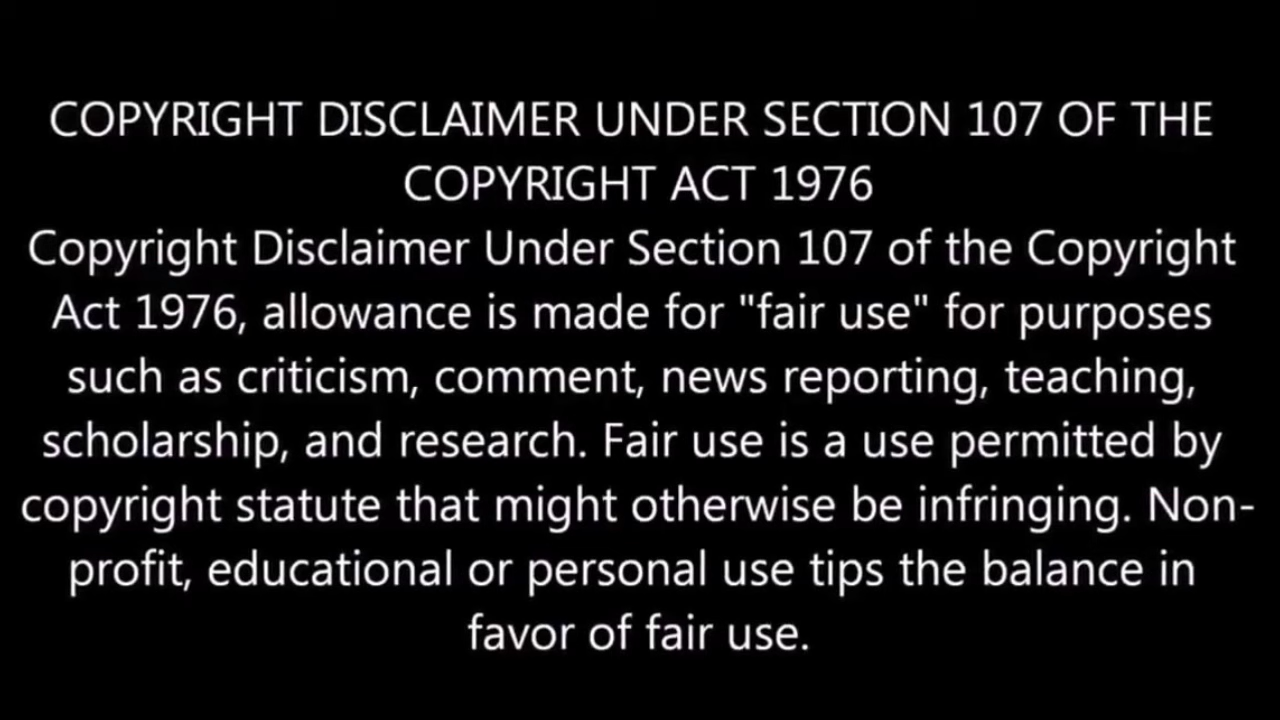 COPYRIGHT DISCLAIMER UNDER SECTION 107 OF THE
COPYRIGHT ACT 1976
Copyright Disclaimer Under Section 107 of the Copyright
Act 1976, allowance is made for "fair use" for purposes
such as criticism, comment, news reporting, teaching,
scholarship, and research. Fair use is a use permitted by
copyright statute that might otherwise be infringing. Non-
profit, educational or personal use tips the balance in
favor of fair use.